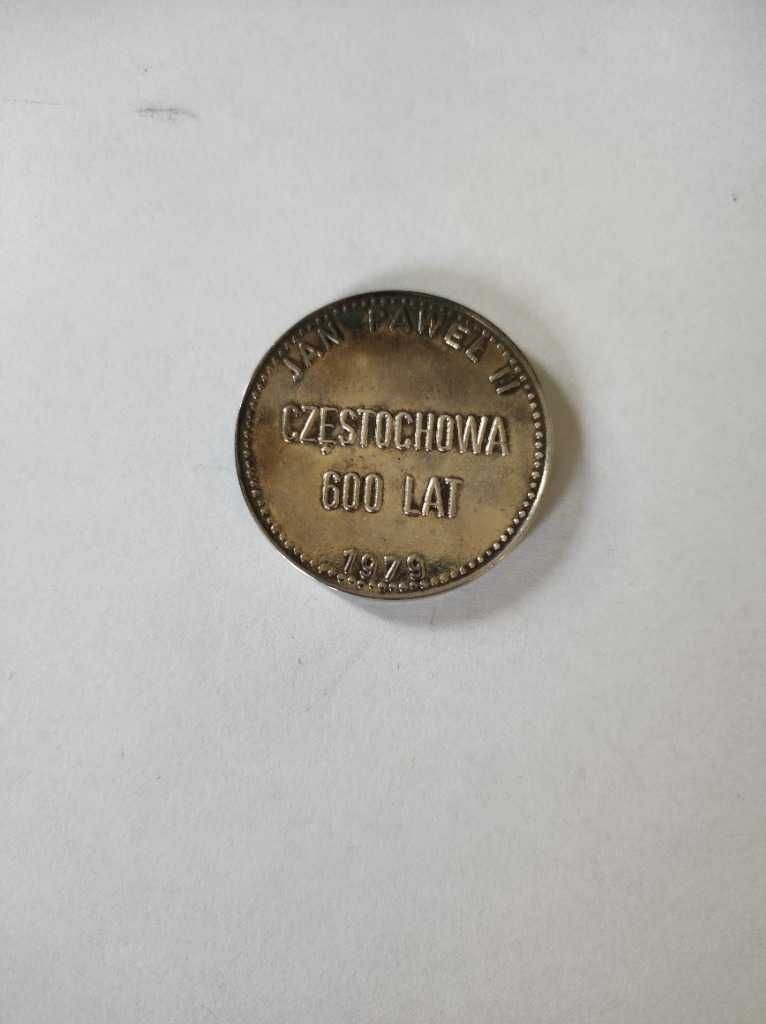 JAN PAWEŁ II
CZĘSTOCHOWA
600 LAT
1979